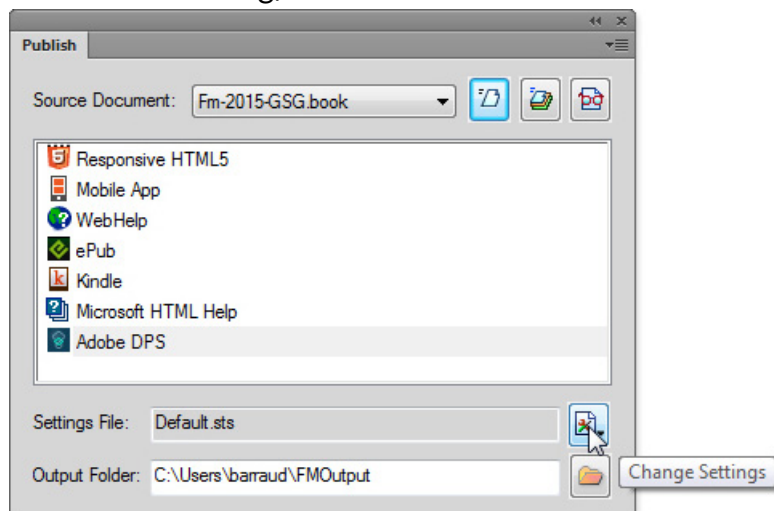 Publish
Source Document: Fm-2015-GSG.book
Responsive HTML5
Mobile App
WebHelp
ePub
Kindle
Microsoft HTML Help
Adobe DPS
Settings File: Default.sts
Change Settings
Output Folder: C:\Users\barraud\FMOutput